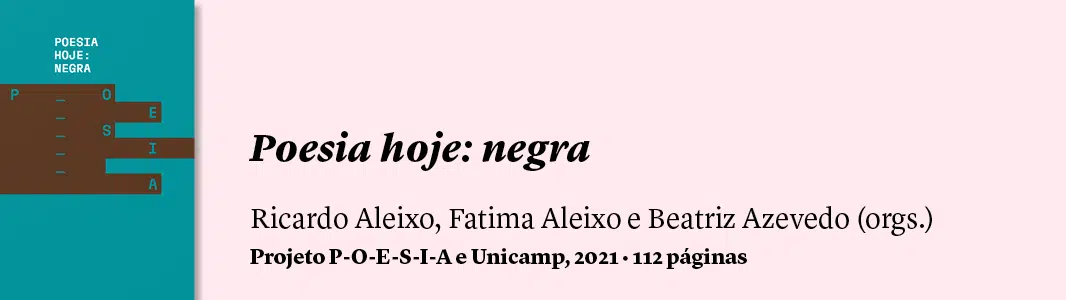 POESIA
HOJE:
NEGRA
P _ O
_ E
_ S
_ I
_
A
Poesia hoje: negra
Ricardo Aleixo, Fatima Aleixo e Beatriz Azevedo (orgs.)
Projeto P-O-E-S-I-A e Unicamp, 2021 • 112 páginas